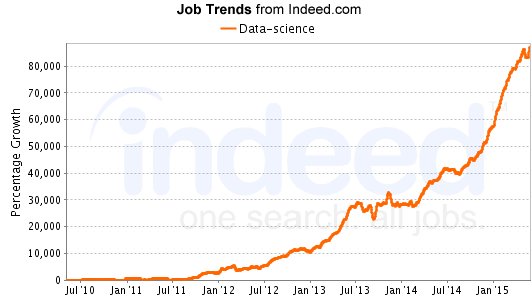 Job Trends from Indeed.com
Data-science
Percentage Growth
80,000
70,000
60,000
50,000
40,000
30,000
20,000
10,000
0
Jul'10 Jan'11 Jul'11 Jan'12 Jul'12 Jan'13 Jul'13 Jan'14 Jul'14 Jan'15
indeed
one search. all jobs.